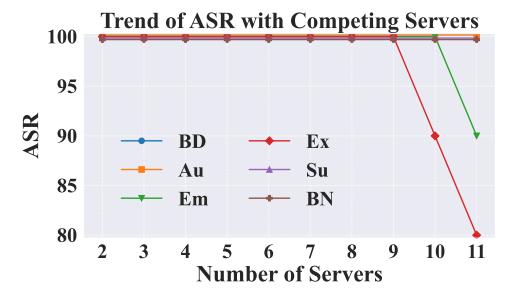 Trend of ASR with Competing Servers
100
95
90
85
80
ASR
BD
Au
Em
Ex
Su
BN
2 3 4 5 6 7 8 9 10 11
Number of Servers